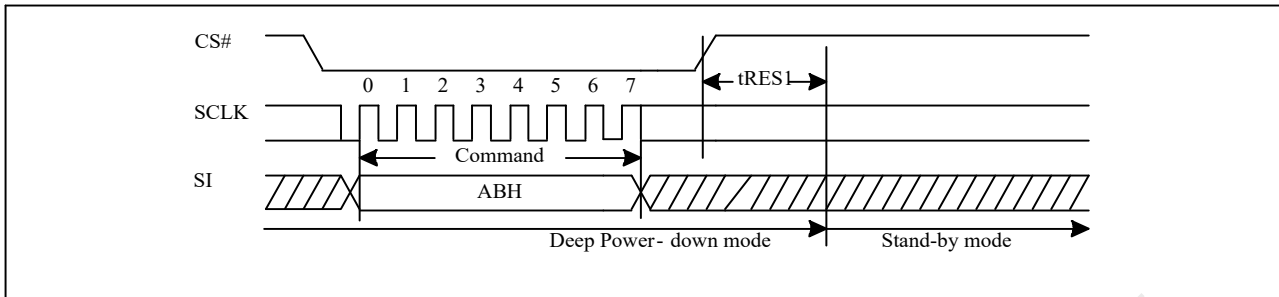 CS#
tRES1
0 1 2 3 4 5 6 7
SCLK
Command
SI
ABH
Deep Power- down mode Stand-by mode